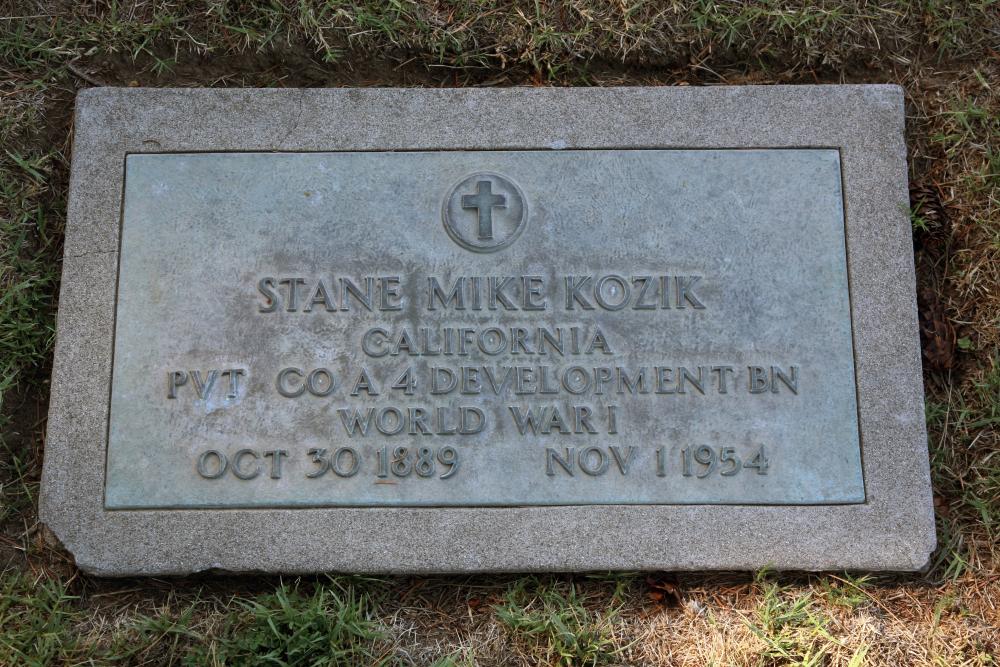 STANE MIKE KOZIK
CALIFORNIA
PVT CO A 4 DEVELOPMENT BN
WORLD WAR I
OCT 30 1889 NOV 1 1954